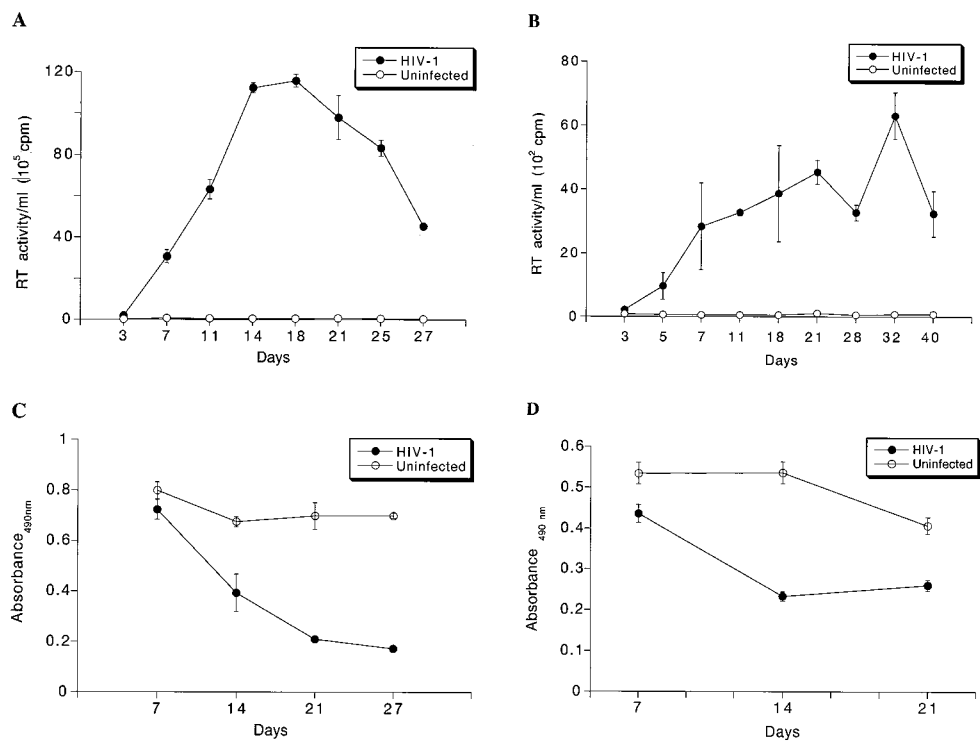 A
HIV-1
Uninfected
120
80
40
0
RT activity/ml (10⁵ cpm)
3 7 11 14 18 21 25 27
Days
B
HIV-1
Uninfected
80
60
40
20
0
RT activity/ml (10² cpm)
3 5 7 11 18 21 28 32 40
Days
C
HIV-1
Uninfected
1
0.8
0.6
0.4
0.2
0
Absorbance 490nm
7 14 21 27
Days
D
HIV-1
Uninfected
0.6
0.5
0.4
0.3
0.2
0.1
0
Absorbance 490 nm
7 14 21
Days